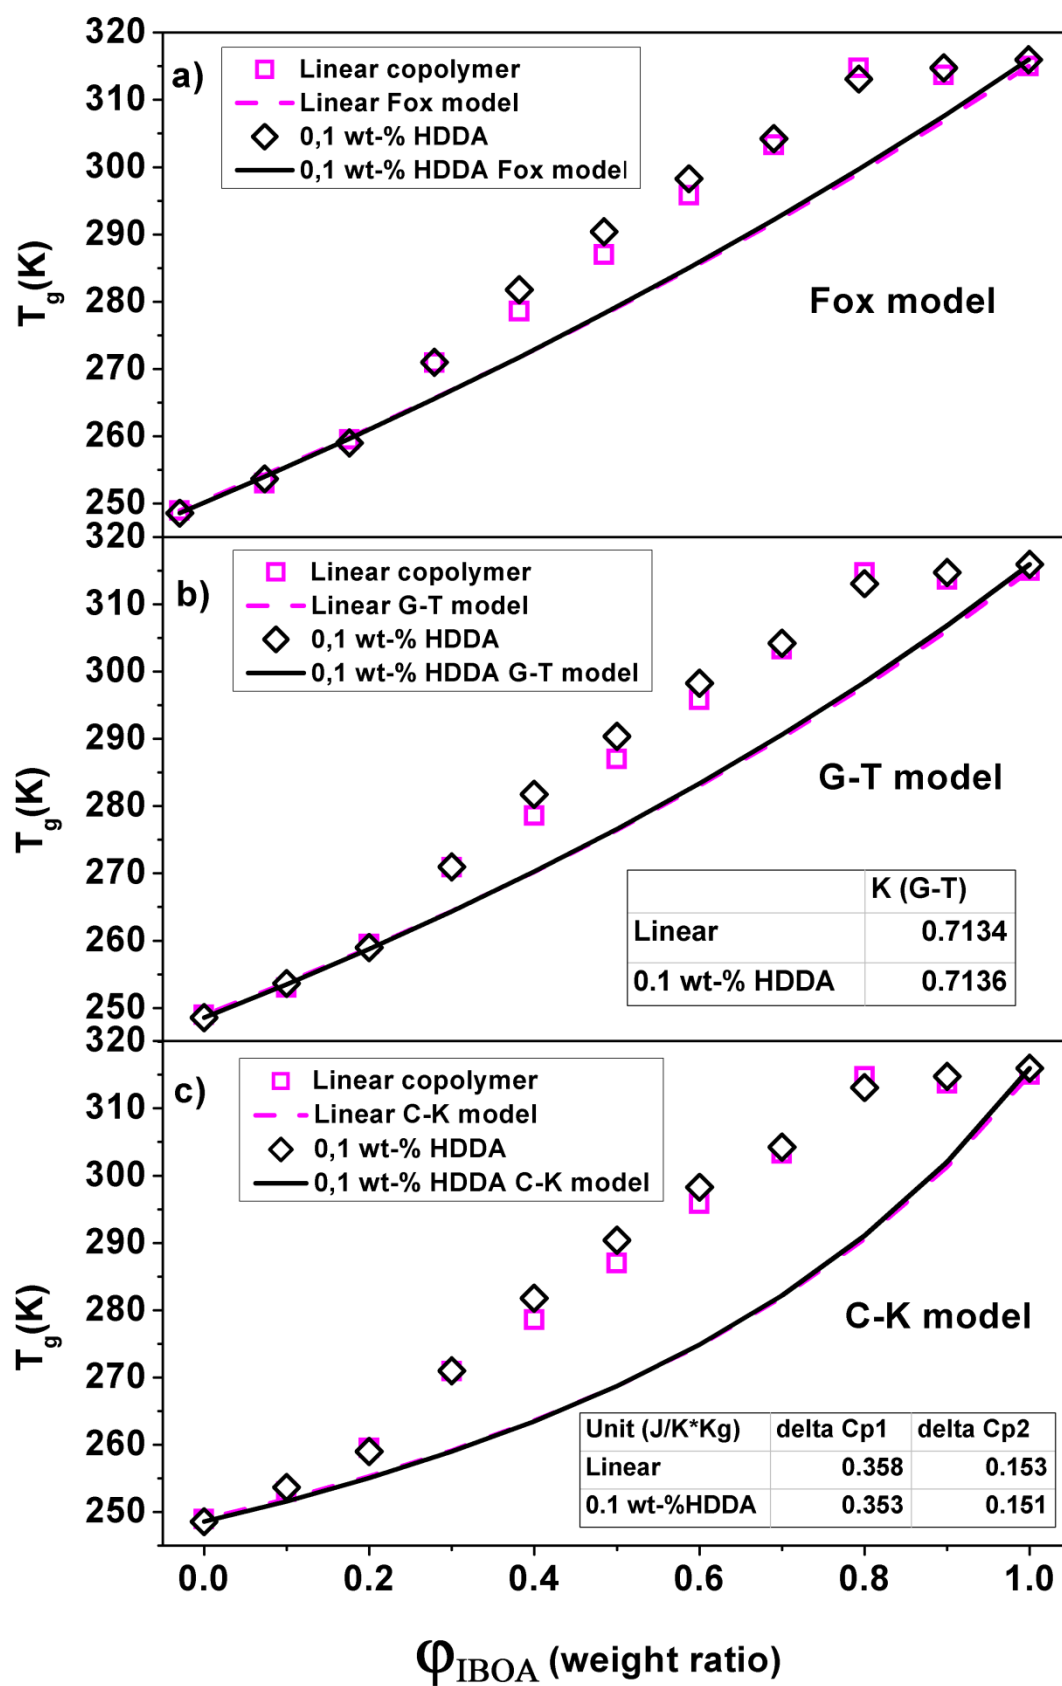 320
310
300
290
280
270
260
250
T_g(K)
a)
Linear copolymer
Linear Fox model
0,1 wt-% HDDA
0,1 wt-% HDDA Fox model
Fox model
320
310
300
290
280
270
260
250
T_g(K)
b)
Linear copolymer
Linear G-T model
0,1 wt-% HDDA
0,1 wt-% HDDA G-T model
G-T model
K (G-T)
Linear 0.7134
0.1 wt-% HDDA 0.7136
320
310
300
290
280
270
260
250
T_g(K)
c)
Linear copolymer
Linear C-K model
0,1 wt-% HDDA
0,1 wt-% HDDA C-K model
C-K model
Unit (J/K*Kg) delta Cp1 delta Cp2
Linear 0.358 0.153
0.1 wt-%HDDA 0.353 0.151
0.0 0.2 0.4 0.6 0.8 1.0
φ_IBOA (weight ratio)